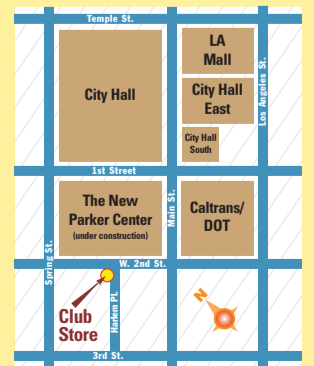 Temple St.
City Hall
LA
Mall
City Hall
East
City Hall
South
Los Angeles St.
1st Street
The New
Parker Center
(under construction)
Main St.
Caltrans/
DOT
Spring St.
W. 2nd St.
Club
Store
Harlem Pl.
N
3rd St.